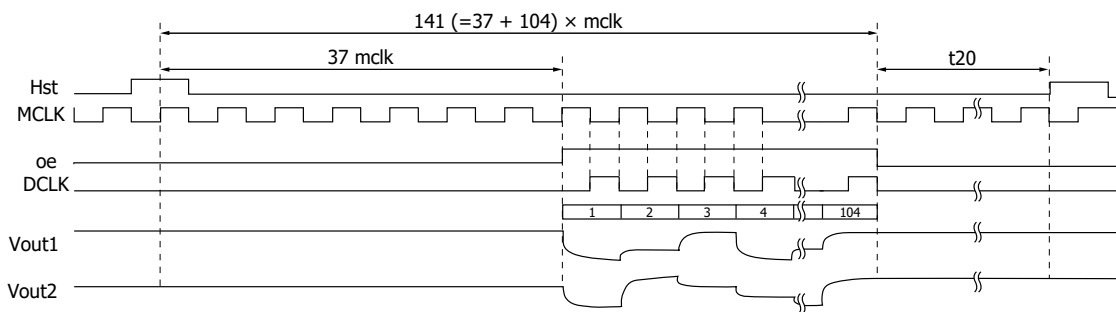 141 (=37 + 104) × mclk
37 mclk
t20
Hst
MCLK
oe
DCLK
1 2 3 4 104
Vout1
Vout2